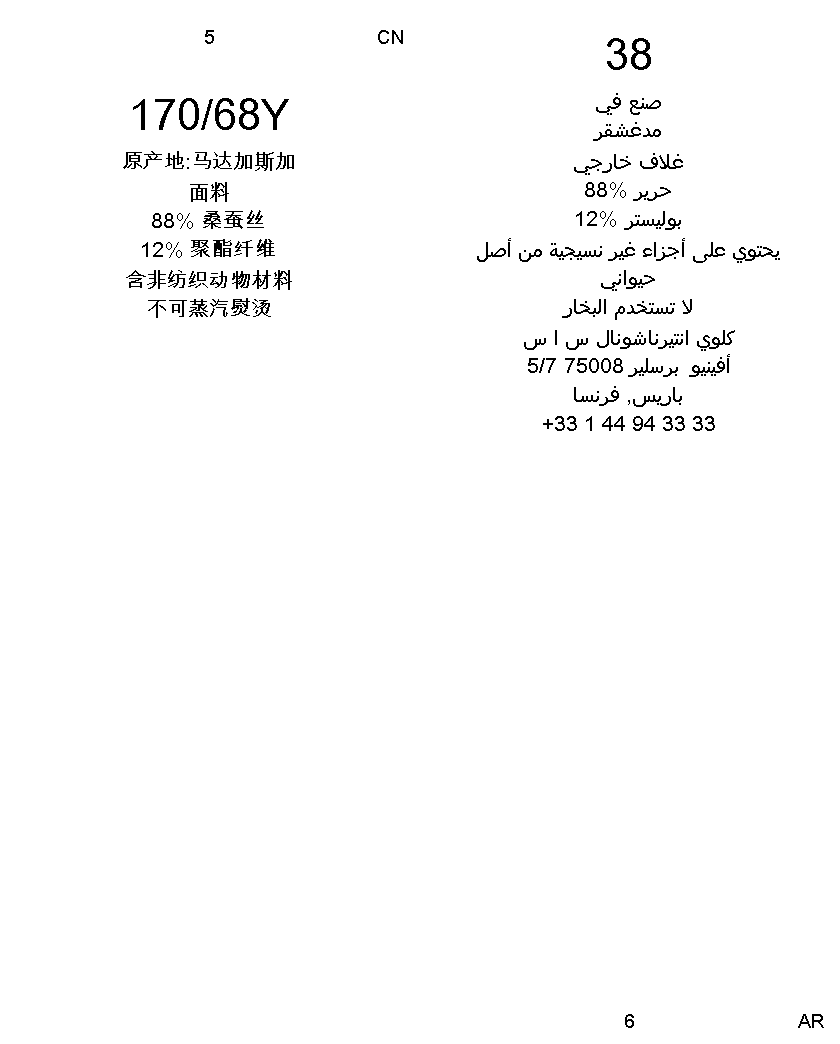 5
CN
170/68Y
原产地:马达加斯加
面料
88% 桑蚕丝
12% 聚酯纤维
含非纺织动物材料
不可蒸汽熨烫
38
صنع في
مدغشقر
غلاف خارجي
حرير %88
بوليستر %12
يحتوي على أجزاء غير نسيجية من أصل
حيواني
لا تستخدم البخار
كلوي انتيرناشونال س ا س
أفينيو برسلير 75008 5/7
باريس, فرنسا
+33 1 44 94 33 33
6
AR